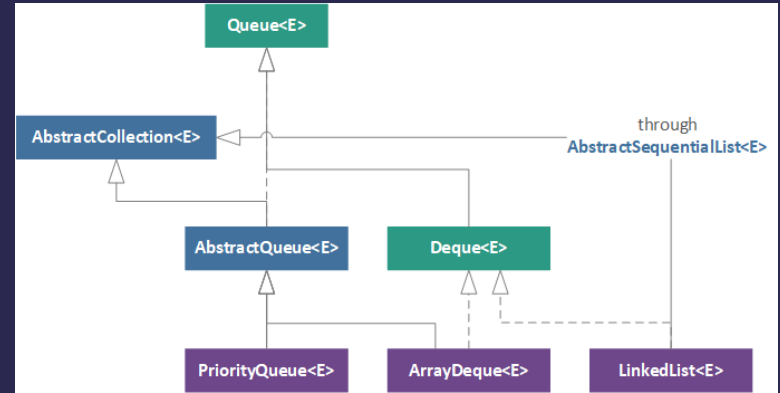 Queue<E>
AbstractCollection<E>
through
AbstractSequentialList<E>
AbstractQueue<E>
Deque<E>
PriorityQueue<E>
ArrayDeque<E>
LinkedList<E>